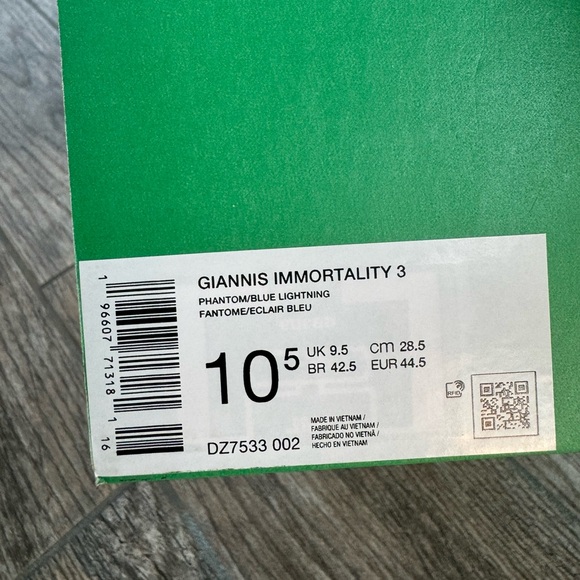 GIANNIS IMMORTALITY 3
PHANTOM/BLUE LIGHTNING
FANTOME/ECLAIR BLEU
10⁵ UK 9.5 CM 28.5
BR 42.5 EUR 44.5
DZ7533 002
MADE IN VIETNAM /
FABRIQUE AU VIETNAM /
FABRICADO NO VIETNÃ /
HECHO EN VIETNAM
RFID
1 96607 71318 1 16